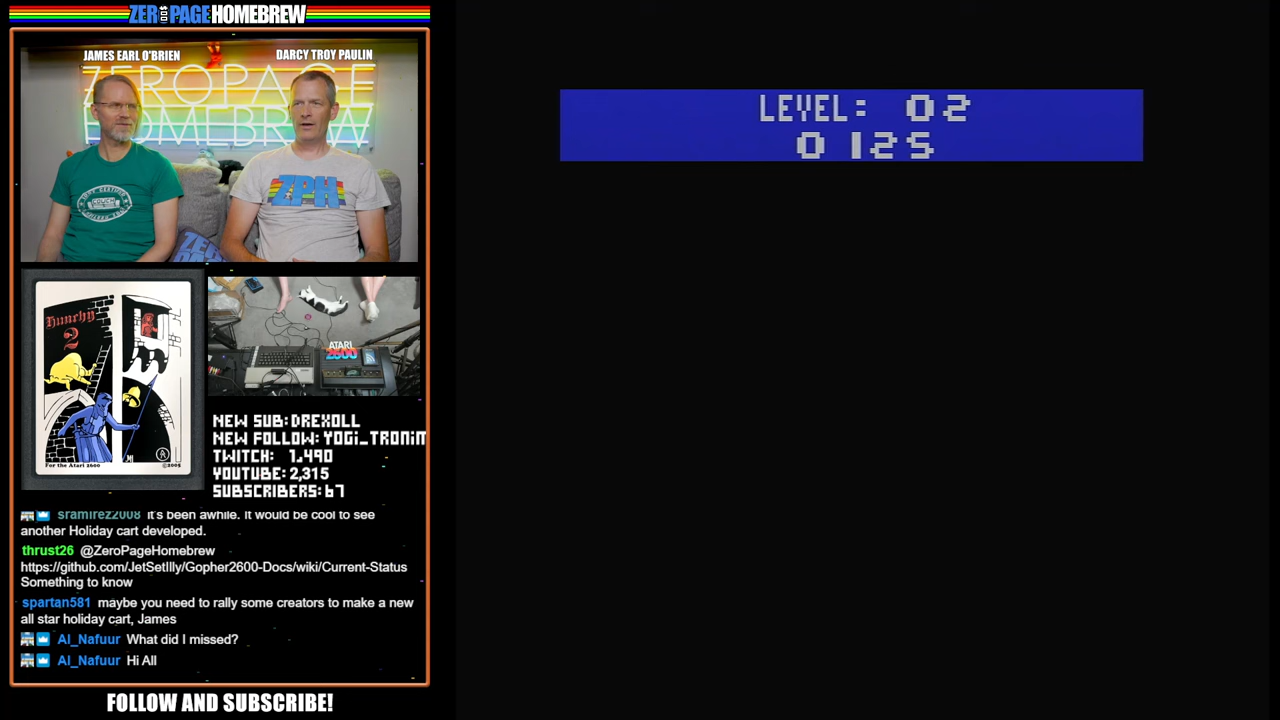 ZEROPAGE HOMEBREW
JAMES EARL O'BRIEN
DARCY TROY PAULIN
ZEROPAGE
HOMEBREW
ZPH
LEVEL: 02
0125
Hunchy
2
For the Atari 2600
©2005
ATARI
2600
NEW SUB: DREXOLL
NEW FOLLOW: YOGI_TRONIM
TWITCH: 1,490
YOUTUBE: 2,315
SUBSCRIBERS: 67
sramirez2008 it's been awhile. It would be cool to see
another Holiday cart developed.
thrust26 @ZeroPageHomebrew
https://github.com/JetSetIlly/Gopher2600-Docs/wiki/Current-Status
Something to know
spartan581 maybe you need to rally some creators to make a new
all star holiday cart, James
Al_Nafuur What did I missed?
Al_Nafuur Hi All
FOLLOW AND SUBSCRIBE!